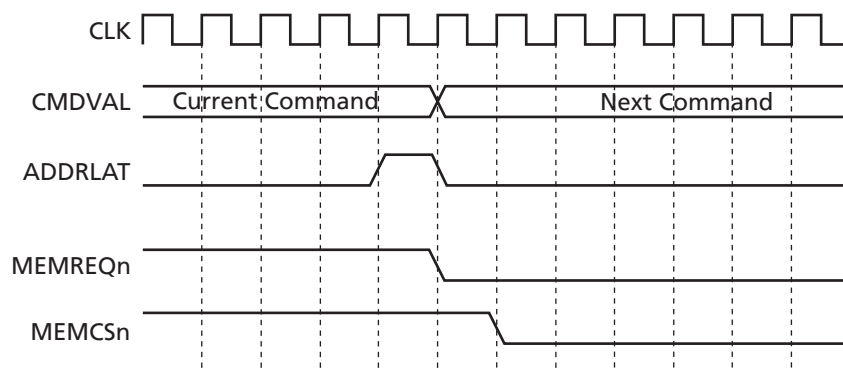 CLK
CMDVAL Current Command Next Command
ADDRLAT
MEMREQn
MEMCSn